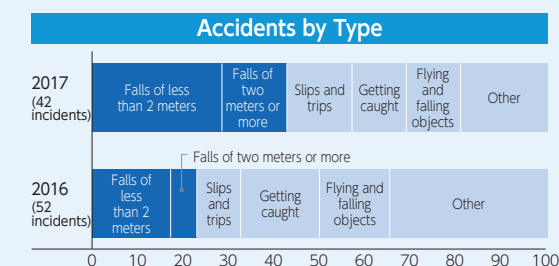 Accidents by Type
2017
(42
incidents)
Falls of less
than 2 meters
Falls of
two
meters or
more
Slips and
trips
Getting
caught
Flying
and
falling
objects
Other
Falls of two meters or more
2016
(52
incidents)
Falls of
less
than 2
meters
Slips
and
trips
Getting
caught
Flying and
falling
objects
Other
0 10 20 30 40 50 60 70 80 90 100